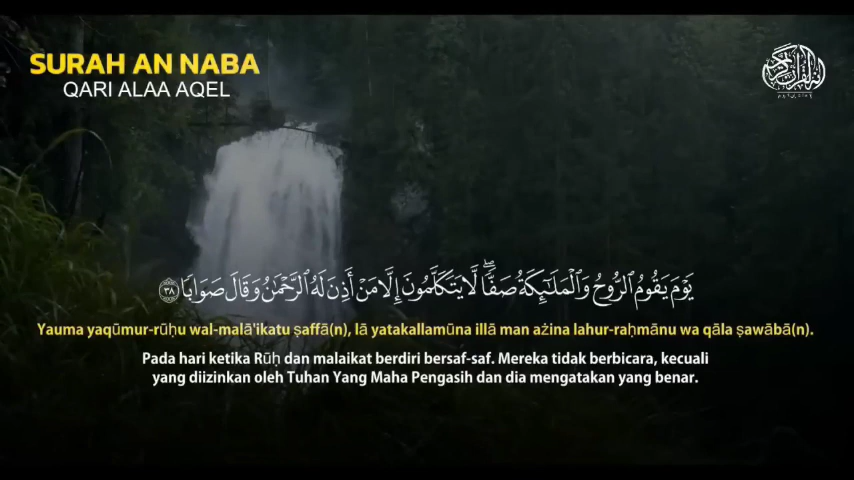 SURAH AN NABA
QARI ALAA AQEL
يَوْمَ يَقُومُ ٱلرُّوحُ وَٱلْمَلَـٰٓئِكَةُ صَفًّاۖ لَّا يَتَكَلَّمُونَ إِلَّا مَنْ أَذِنَ لَهُ ٱلرَّحْمَـٰنُ وَقَالَ صَوَابًا ٣٨
Yauma yaqūmur-rūḥu wal-malā'ikatu ṣaffā(n), lā yatakallamūna illā man ażina lahur-raḥmānu wa qāla ṣawābā(n).
Pada hari ketika Rūḥ dan malaikat berdiri bersaf-saf. Mereka tidak berbicara, kecuali
yang diizinkan oleh Tuhan Yang Maha Pengasih dan dia mengatakan yang benar.